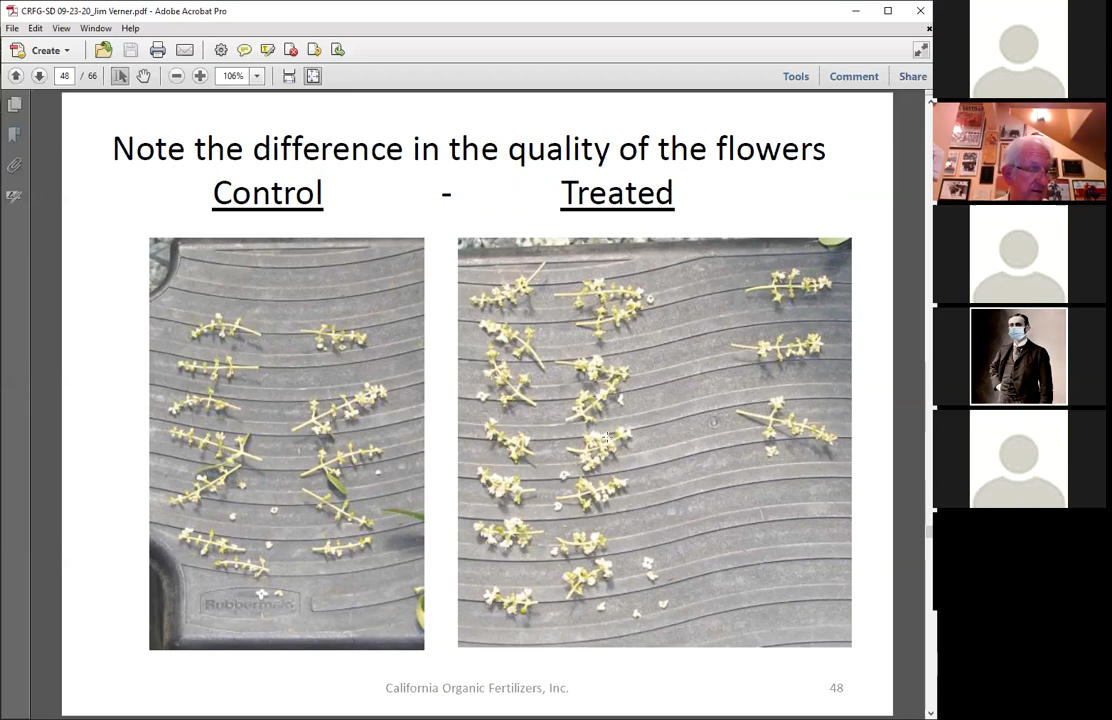 CRFG-SD 09-23-20_Jim Verner.pdf - Adobe Acrobat Pro
File Edit View Window Help
Create
48 / 66 106% Tools Comment Share
Note the difference in the quality of the flowers
Control - Treated
Rubbermaid
California Organic Fertilizers, Inc. 48